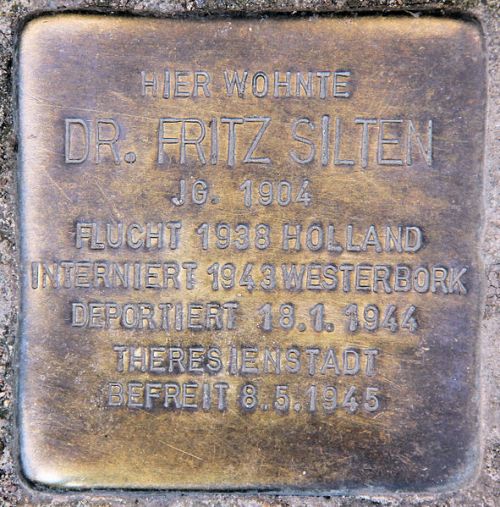 HIER WOHNTE
DR. FRITZ SILTEN
JG. 1904
FLUCHT 1938 HOLLAND
INTERNIERT 1943 WESTERBORK
DEPORTIERT 18.1.1944
THERESIENSTADT
BEFREIT 8.5.1945